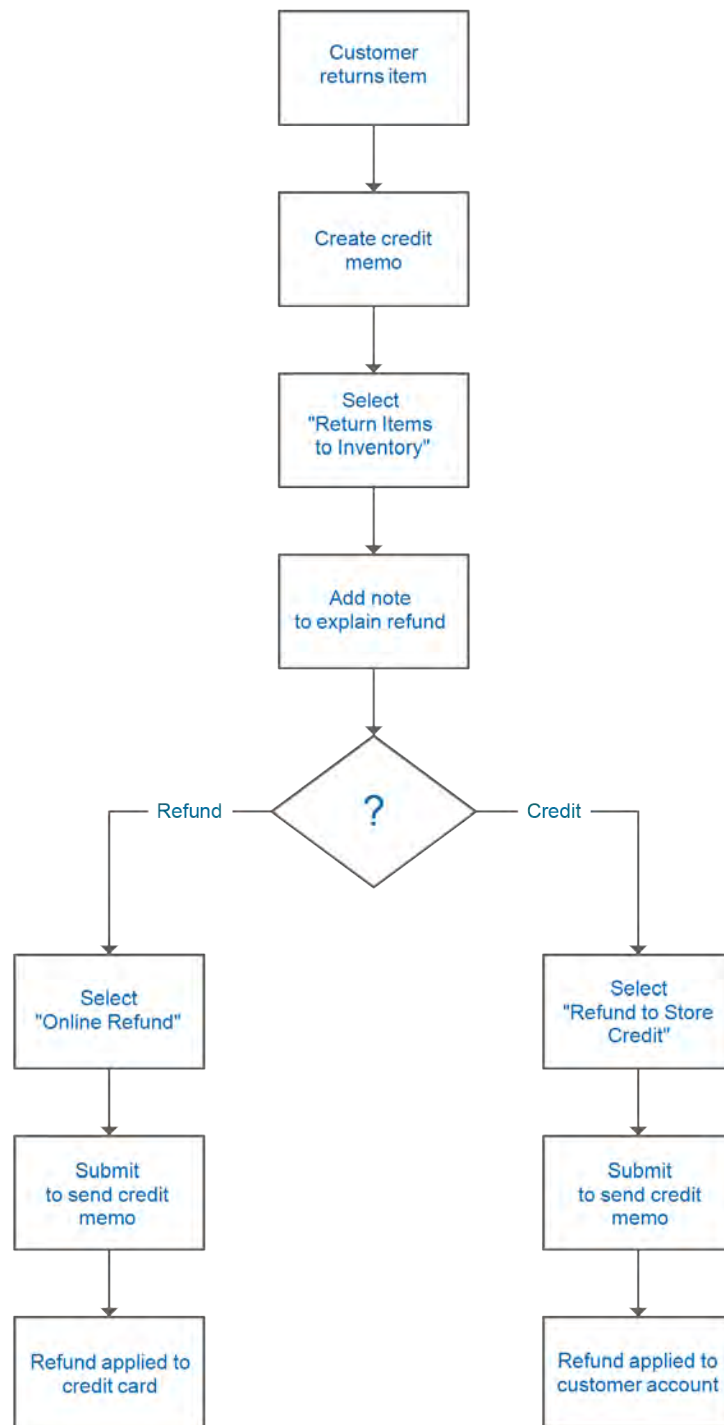 Customer
returns item
Create credit
memo
Select
"Return Items
to Inventory"
Add note
to explain refund
?
Refund
Credit
Select
"Online Refund"
Select
"Refund to Store
Credit"
Submit
to send credit
memo
Submit
to send credit
memo
Refund applied to
credit card
Refund applied to
customer account